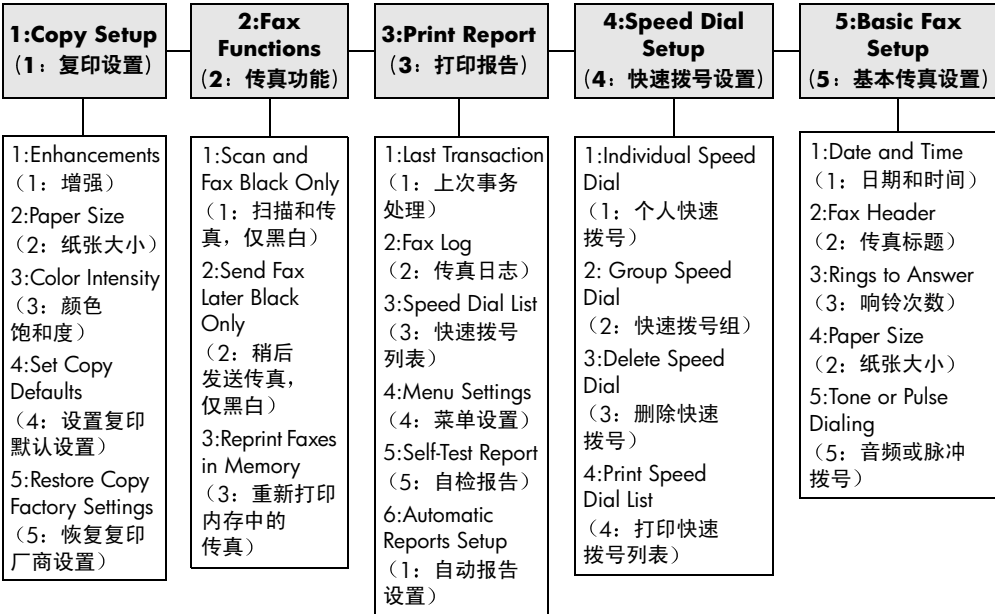 1:Copy Setup
(1：复印设置)
1:Enhancements
（1：增强）
2:Paper Size
（2：纸张大小）
3:Color Intensity
（3：颜色
饱和度）
4:Set Copy
Defaults
（4：设置复印
默认设置）
5:Restore Copy
Factory Settings
（5：恢复复印
厂商设置）
2:Fax
Functions
(2：传真功能)
1:Scan and
Fax Black Only
（1：扫描和传
真，仅黑白）
2:Send Fax
Later Black
Only
（2：稍后
发送传真，
仅黑白）
3:Reprint Faxes
in Memory
（3：重新打印
内存中的
传真）
3:Print Report
(3：打印报告)
1:Last Transaction
（1：上次事务
处理）
2:Fax Log
（2：传真日志）
3:Speed Dial List
（3：快速拨号
列表）
4:Menu Settings
（4：菜单设置）
5:Self-Test Report
（5：自检报告）
6:Automatic
Reports Setup
（1：自动报告
设置）
4:Speed Dial
Setup
(4：快速拨号设置)
1:Individual Speed
Dial
（1：个人快速
拨号）
2: Group Speed
Dial
（2：快速拨号组）
3:Delete Speed
Dial
（3：删除快速
拨号）
4:Print Speed
Dial List
（4：打印快速
拨号列表）
5:Basic Fax
Setup
(5：基本传真设置)
1:Date and Time
（1：日期和时间）
2:Fax Header
（2：传真标题）
3:Rings to Answer
（3：响铃次数）
4:Paper Size
（2：纸张大小）
5:Tone or Pulse
Dialing
（5：音频或脉冲
拨号）